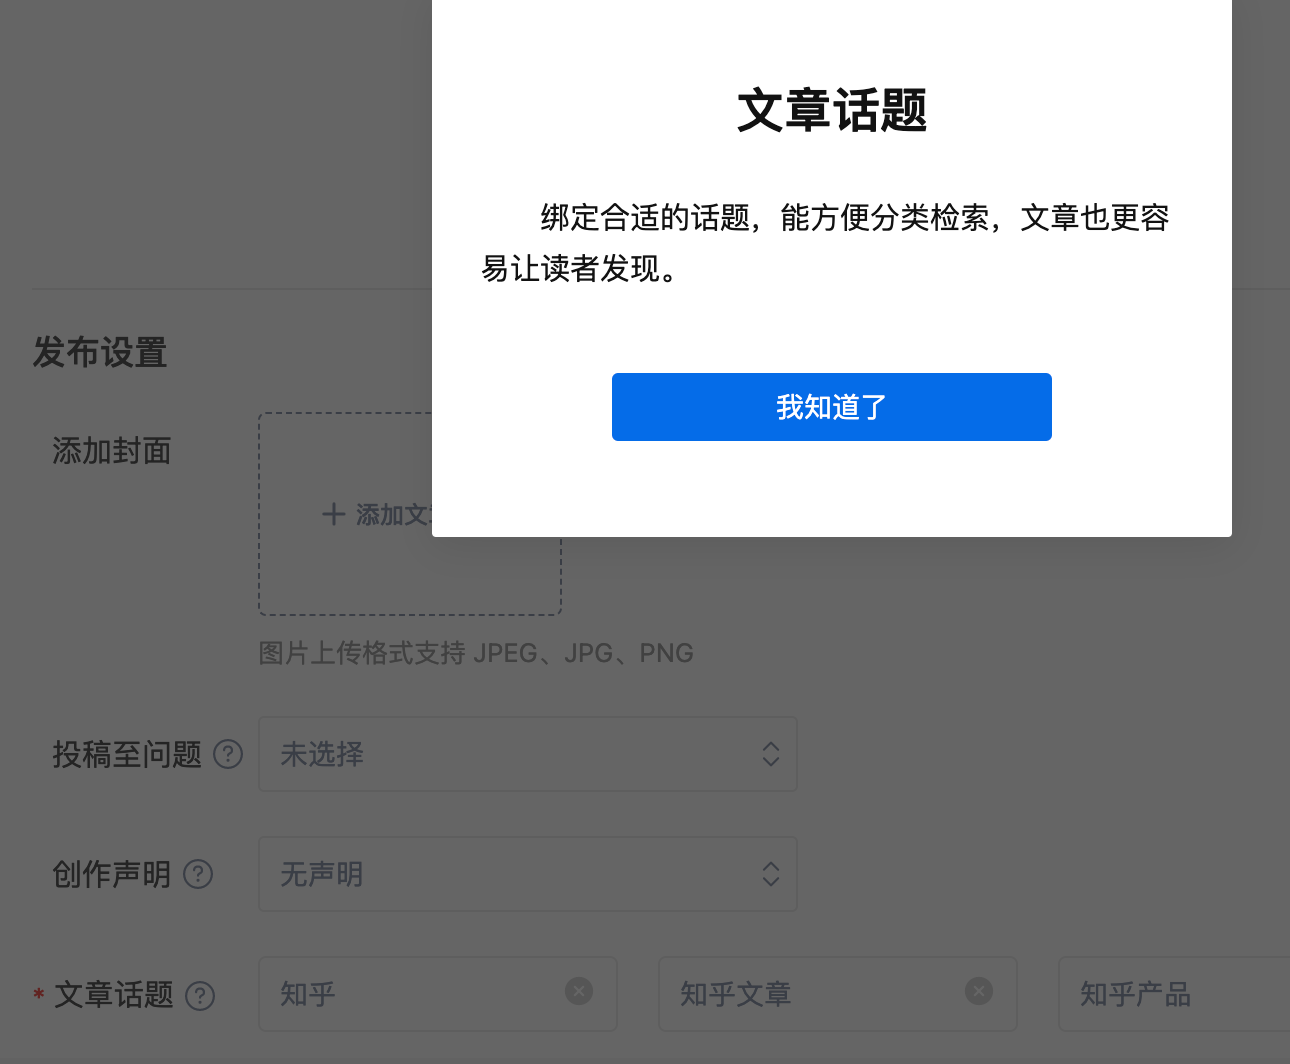 文章话题
绑定合适的话题，能方便分类检索，文章也更容
易让读者发现。
我知道了
发布设置
添加封面
添加文
图片上传格式支持 JPEG、JPG、PNG
投稿至问题 ?
未选择
创作声明 ?
无声明
* 文章话题 ?
知乎
知乎文章
知乎产品